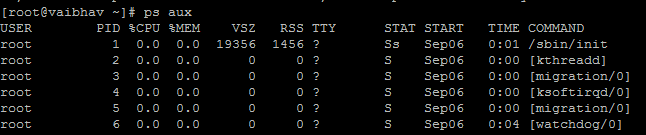 [root@vaibhav ~]# ps aux
USER PID %CPU %MEM VSZ RSS TTY STAT START TIME COMMAND
root 1 0.0 0.0 19356 1456 ? Ss Sep06 0:01 /sbin/init
root 2 0.0 0.0 0 0 ? S Sep06 0:00 [kthreadd]
root 3 0.0 0.0 0 0 ? S Sep06 0:00 [migration/0]
root 4 0.0 0.0 0 0 ? S Sep06 0:00 [ksoftirqd/0]
root 5 0.0 0.0 0 0 ? S Sep06 0:00 [migration/0]
root 6 0.0 0.0 0 0 ? S Sep06 0:04 [watchdog/0]